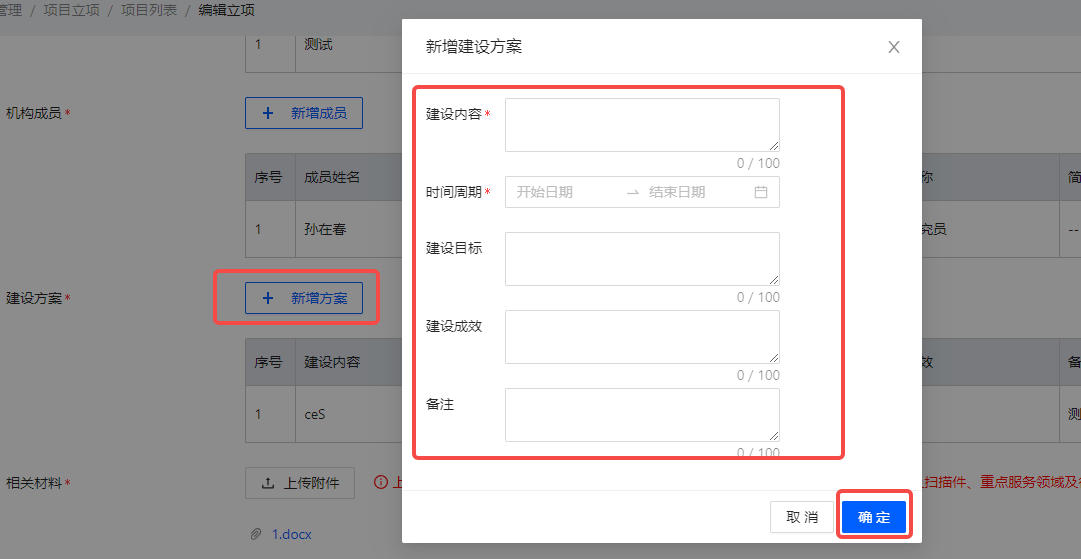 管理 / 项目立项 / 项目列表 / 编辑立项
1 测试
新增建设方案
机构成员*
+ 新增成员
建设内容*
0 / 100
序号 成员姓名 称 简
时间周期* 开始日期 → 结束日期
1 孙在春 究员 --
建设目标
0 / 100
建设方案*
+ 新增方案
建设成效
0 / 100
序号 建设内容 效 备
备注
1 ceS 测
0 / 100
相关材料*
上传附件
上 扫描件、重点服务领域及
取 消
确 定
1.docx